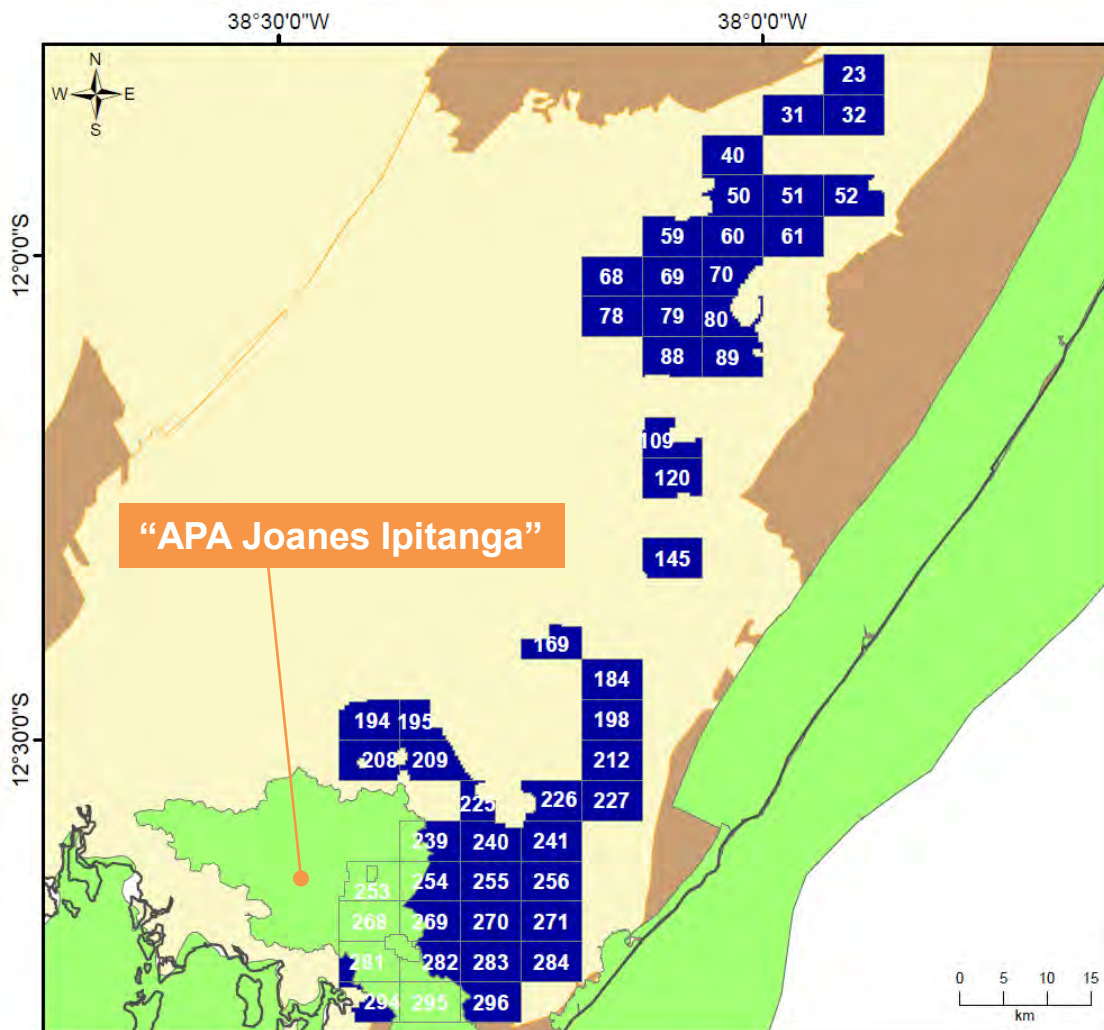 38°30'0"W 38°0'0"W
N
W E
S
23
31 32
40
50 51 52
59 60 61
12°0'0"S
68 69 70
78 79 80
88 89
109
120
“APA Joanes Ipitanga”
145
169
184
194 195 198
12°30'0"S
208 209 212
225 226 227
239 240 241
253 254 255 256
268 269 270 271
281 282 283 284
294 295 296
0 5 10 15
km